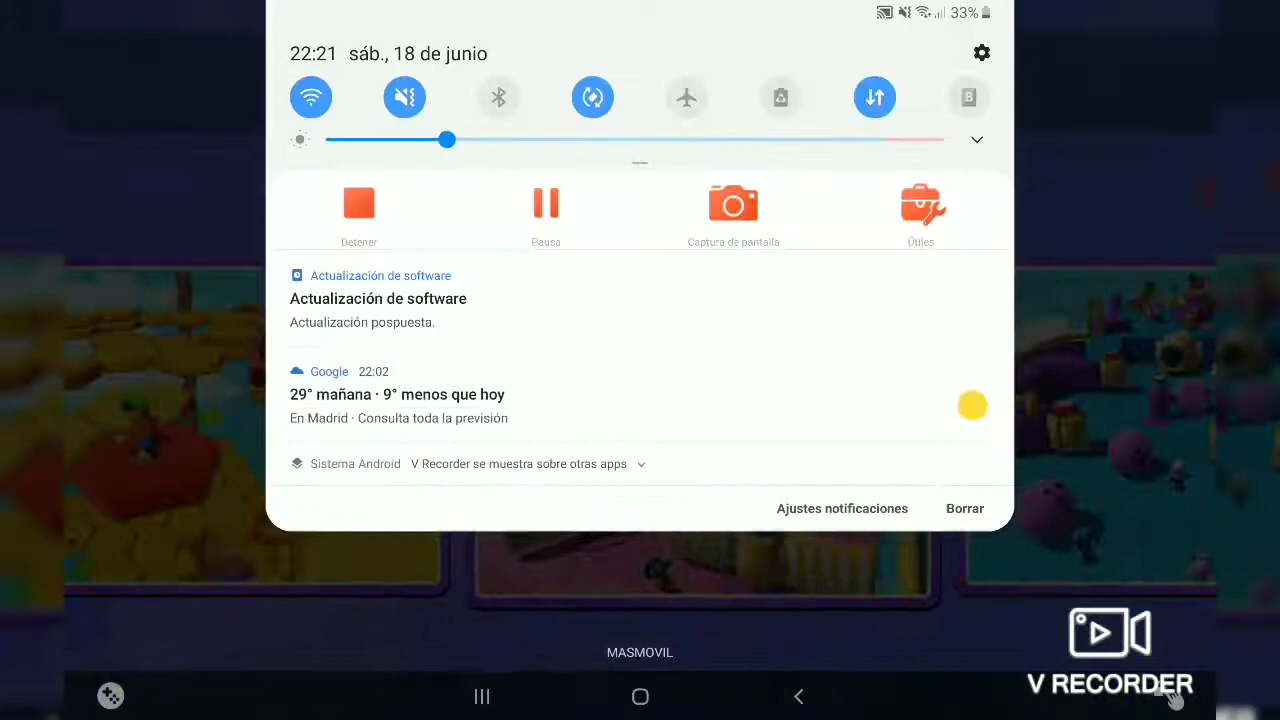 33%
22:21 sáb., 18 de junio
Detener
Pausa
Captura de pantalla
Útiles
Actualización de software
Actualización de software
Actualización pospuesta.
Google 22:02
29° mañana · 9° menos que hoy
En Madrid · Consulta toda la previsión
Sistema Android V Recorder se muestra sobre otras apps
Ajustes notificaciones Borrar
MASMOVIL
V RECORDER